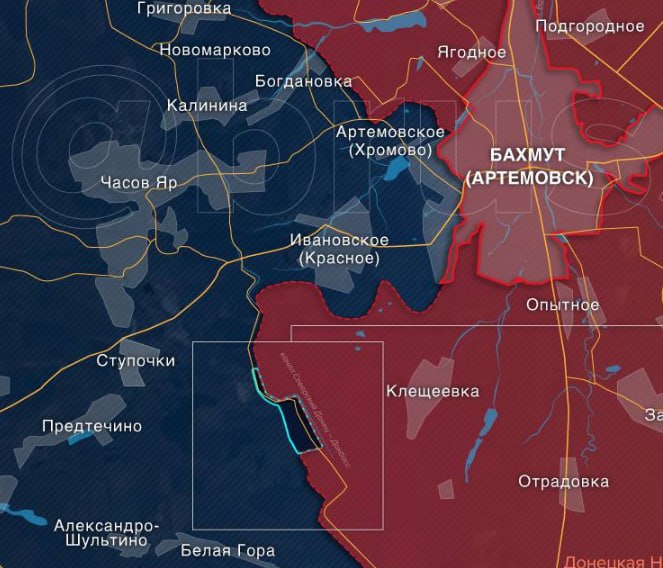 Григоровка
Подгородное
Новомарково
Ягодное
Богдановка
Калинина
Артемовское
(Хромово)
БАХМУТ
(АРТЕМОВСК)
Часов Яр
Ивановское
(Красное)
Опытное
Ступочки
канал Северский Донец - Донбасс
Клещеевка
За
Предтечино
Отрадовка
Александро-
Шультино
Белая Гора
Донецкая Н